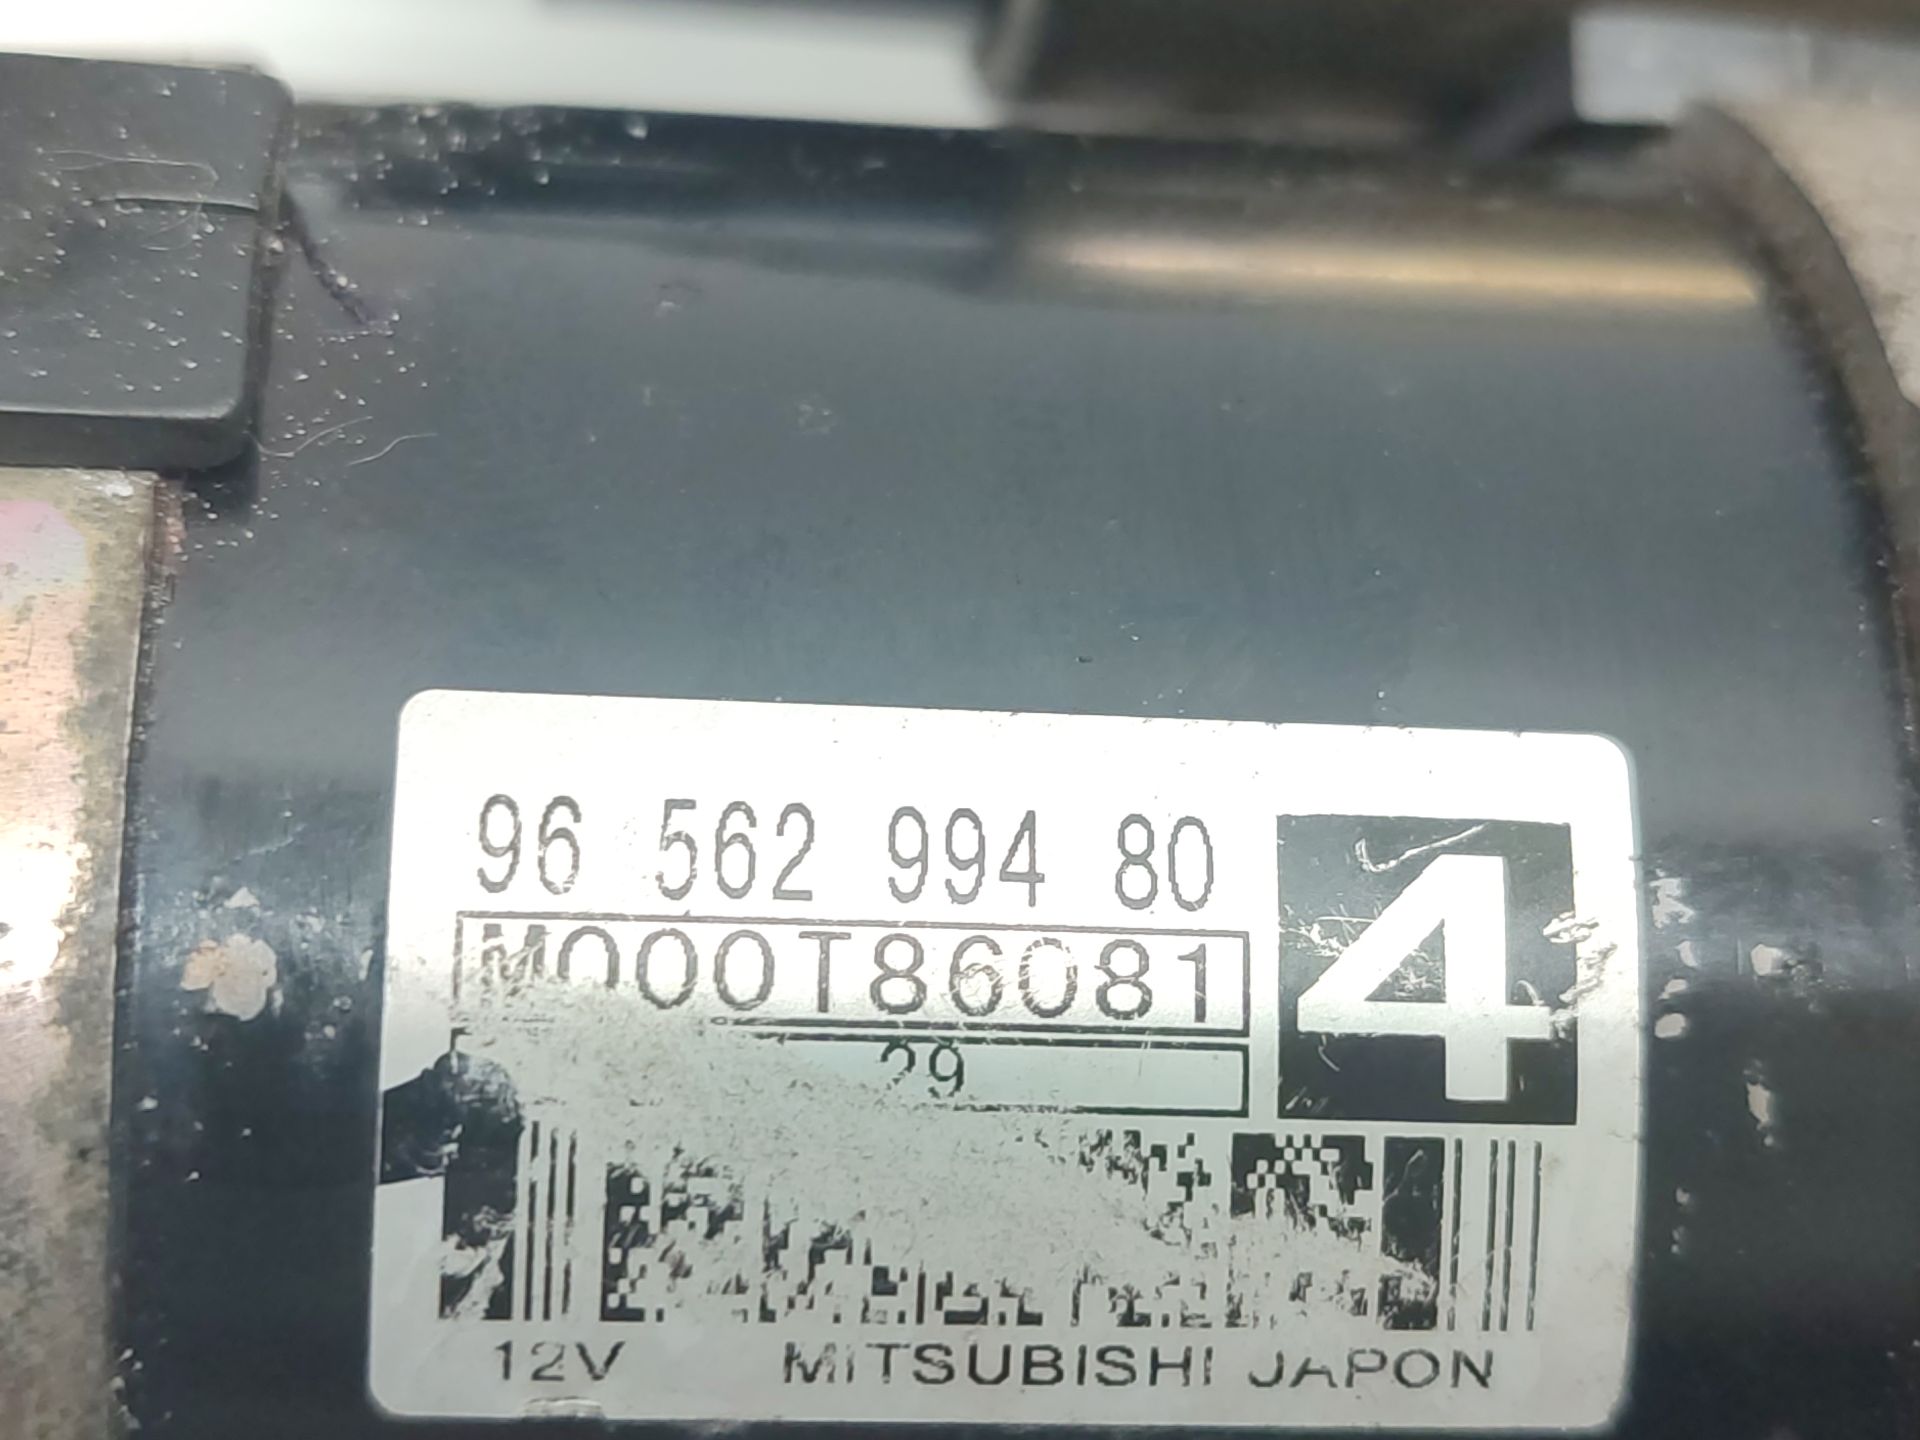 96 562 994 80
4
M000T86081
29
12V MITSUBISHI JAPON